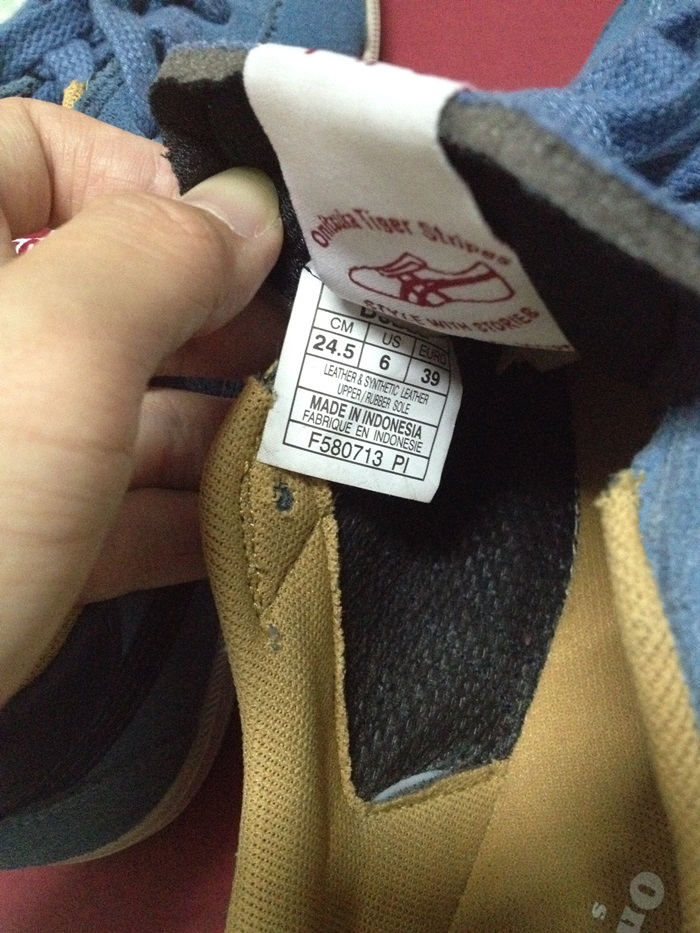 Onitsuka Tiger Stripes
STYLE WITH STORIES
CM US EURO
24.5 6 39
LEATHER & SYNTHETIC LEATHER
UPPER/RUBBER SOLE
MADE IN INDONESIA
FABRIQUE EN INDONESIE
F580713 PI
On
s